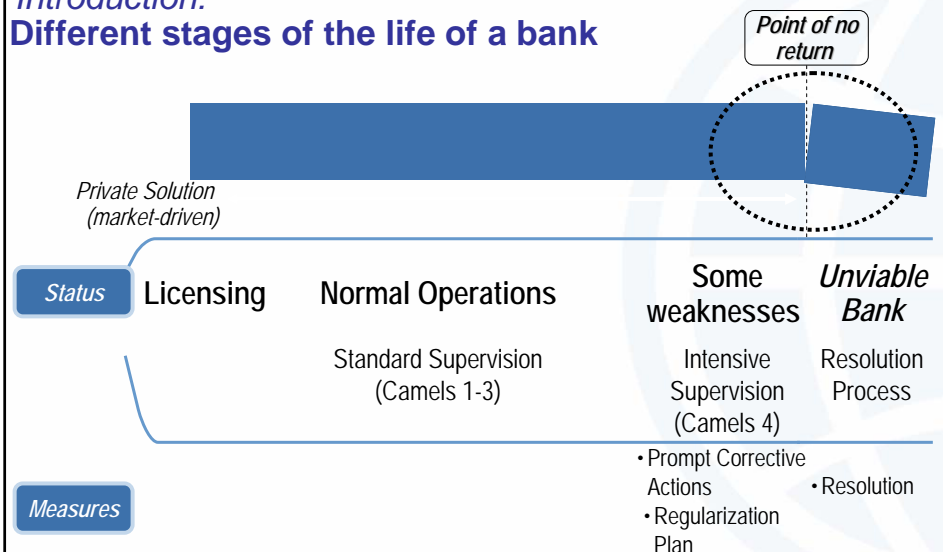 Introduction:
Different stages of the life of a bank
Point of no
return
Private Solution
(market-driven)
Status
Licensing
Normal Operations
Some
weaknesses
Unviable
Bank
Standard Supervision
(Camels 1-3)
Intensive
Supervision
(Camels 4)
Resolution
Process
Measures
• Prompt Corrective
Actions
• Regularization
Plan
• Resolution